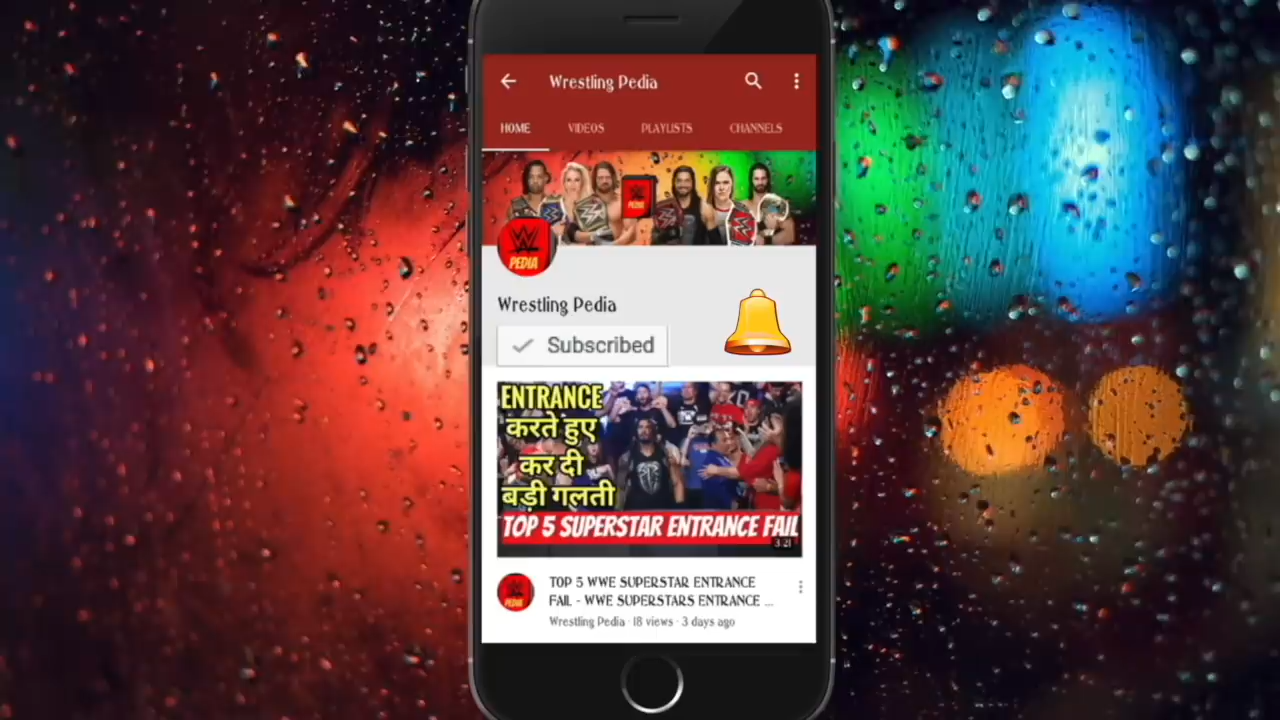 Wrestling Pedia
HOME VIDEOS PLAYLISTS CHANNELS
PEDIA
PEDIA
Wrestling Pedia
Subscribed
ENTRANCE
करते हुए
कर दी
बड़ी गलती
TOP 5 SUPERSTAR ENTRANCE FAIL
3:21
TOP 5 WWE SUPERSTAR ENTRANCE
FAIL - WWE SUPERSTARS ENTRANCE ...
PEDIA
Wrestling Pedia · 18 views · 3 days ago